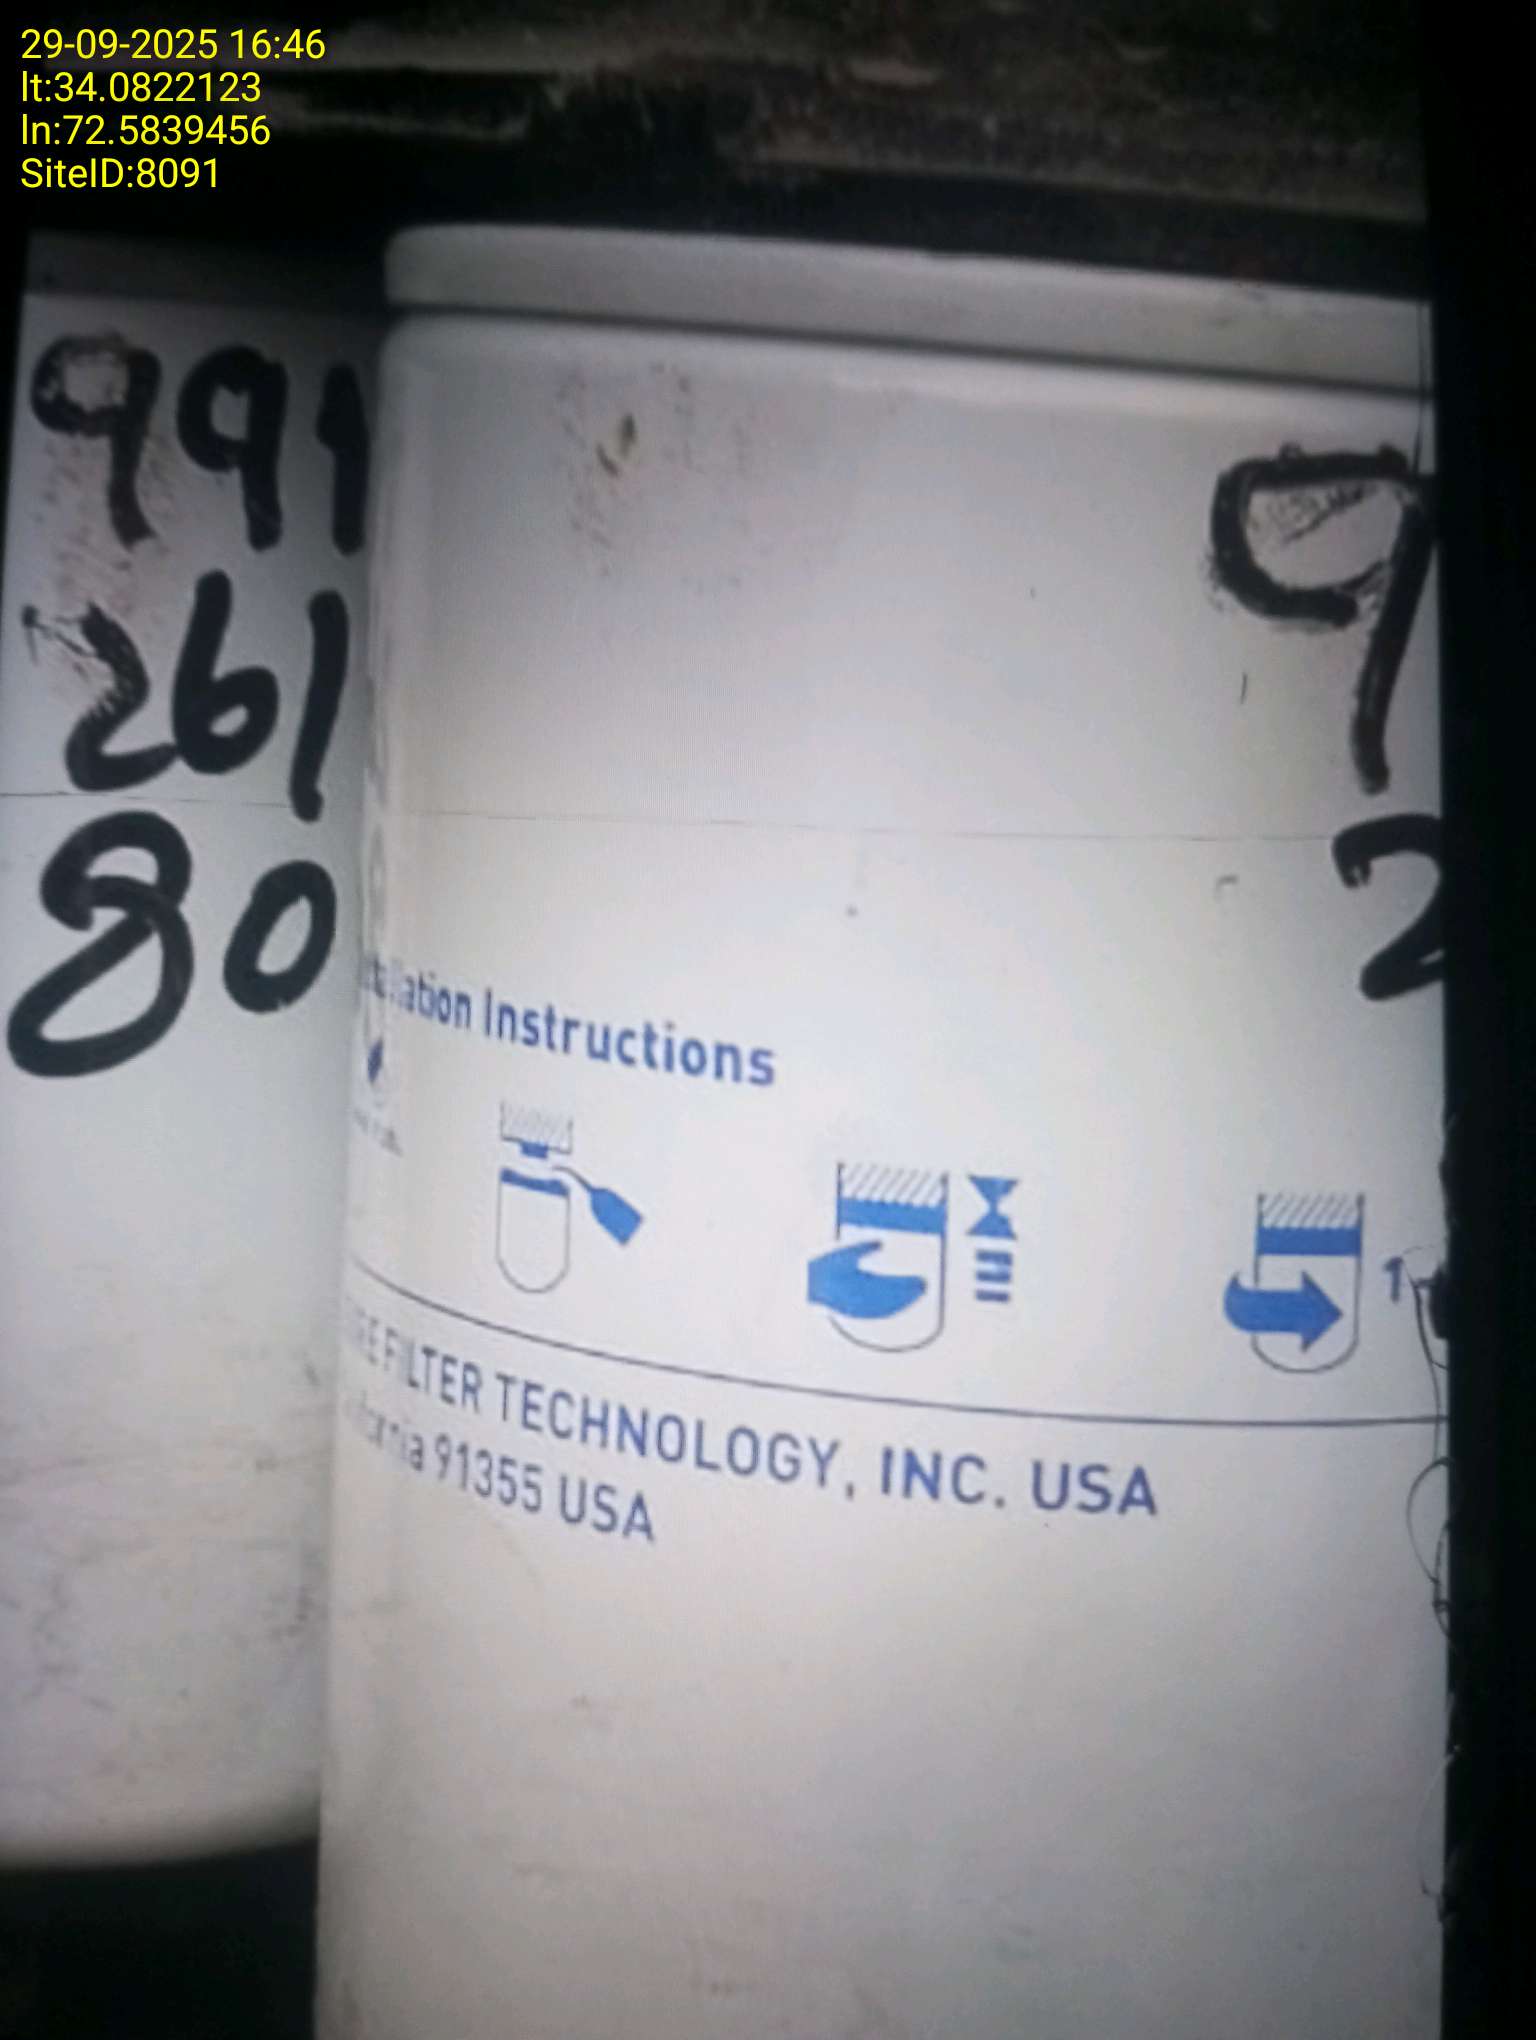 29-09-2025 16:46
lt:34.0822123
ln:72.5839456
SiteID:8091
991
261
80
9
2
Instructions
1
FILTER TECHNOLOGY, INC. USA
91355 USA